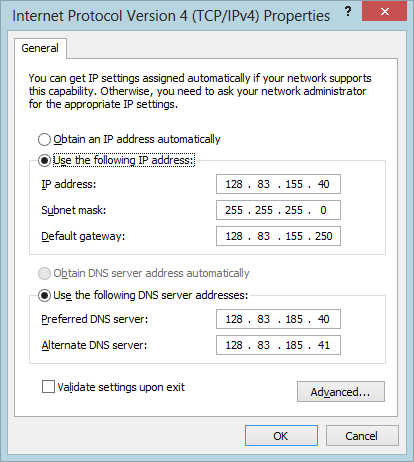 Internet Protocol Version 4 (TCP/IPv4) Properties ?
General
You can get IP settings assigned automatically if your network supports
this capability. Otherwise, you need to ask your network administrator
for the appropriate IP settings.
Obtain an IP address automatically
Use the following IP address:
IP address: 128 . 83 . 155 . 40
Subnet mask: 255 . 255 . 255 . 0
Default gateway: 128 . 83 . 155 . 250
Obtain DNS server address automatically
Use the following DNS server addresses:
Preferred DNS server: 128 . 83 . 185 . 40
Alternate DNS server: 128 . 83 . 185 . 41
Validate settings upon exit
Advanced...
OK Cancel